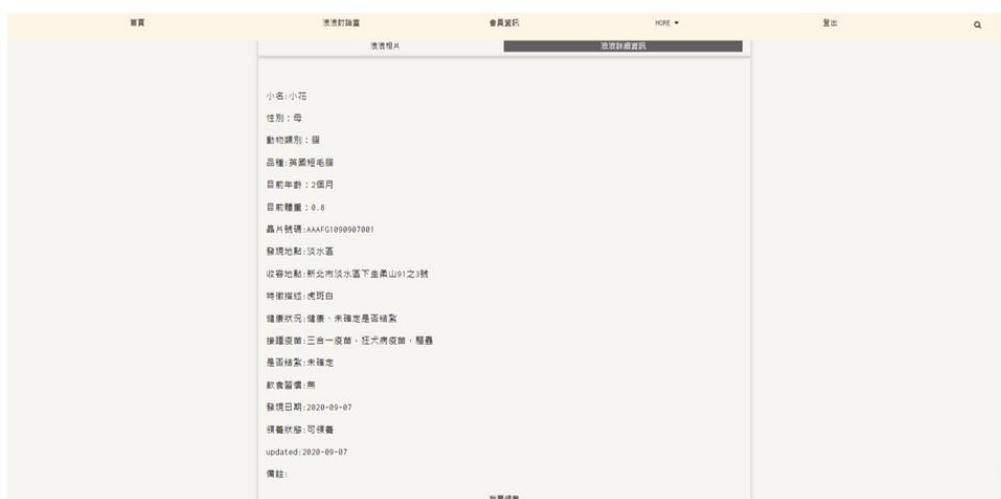 首頁 浪浪討論區 會員資訊 MORE 登出
浪浪相片 浪浪詳細資訊
小名:小花
性別:母
動物類別:貓
品種:英國短毛貓
目前年齡:2個月
目前體重:0.8
晶片號碼:AAAFG1090907001
發現地點:淡水區
收容地點:新北市淡水區下圭柔山91之3號
特徵描述:虎斑白
健康狀況:健康、未確定是否結紮
接踵疫苗:三合一疫苗、狂犬病疫苗,驅蟲
是否結紮:未確定
飲食習慣:無
發現日期:2020-09-07
領養狀態:可領養
updated:2020-09-07
備註: